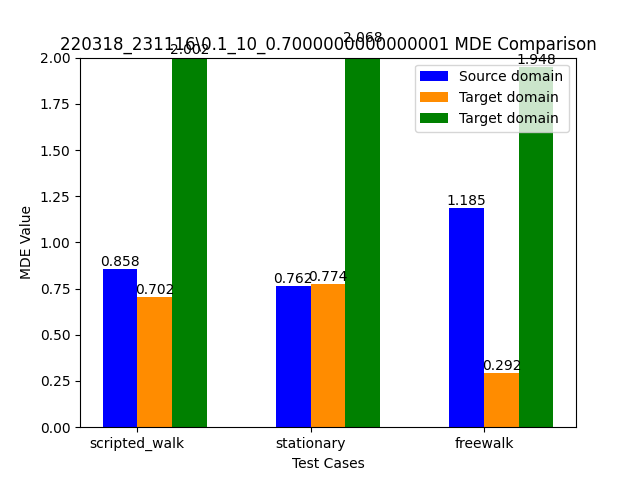 220318_231116\0.1_10_0.7000000000000001 MDE Comparison
2.002
2.068
1.948
Source domain
Target domain
Target domain
2.00
1.75
1.50
1.25
1.00
0.75
0.50
0.25
0.00
MDE Value
0.858
0.702
0.762
0.774
1.185
0.292
scripted_walk
stationary
freewalk
Test Cases